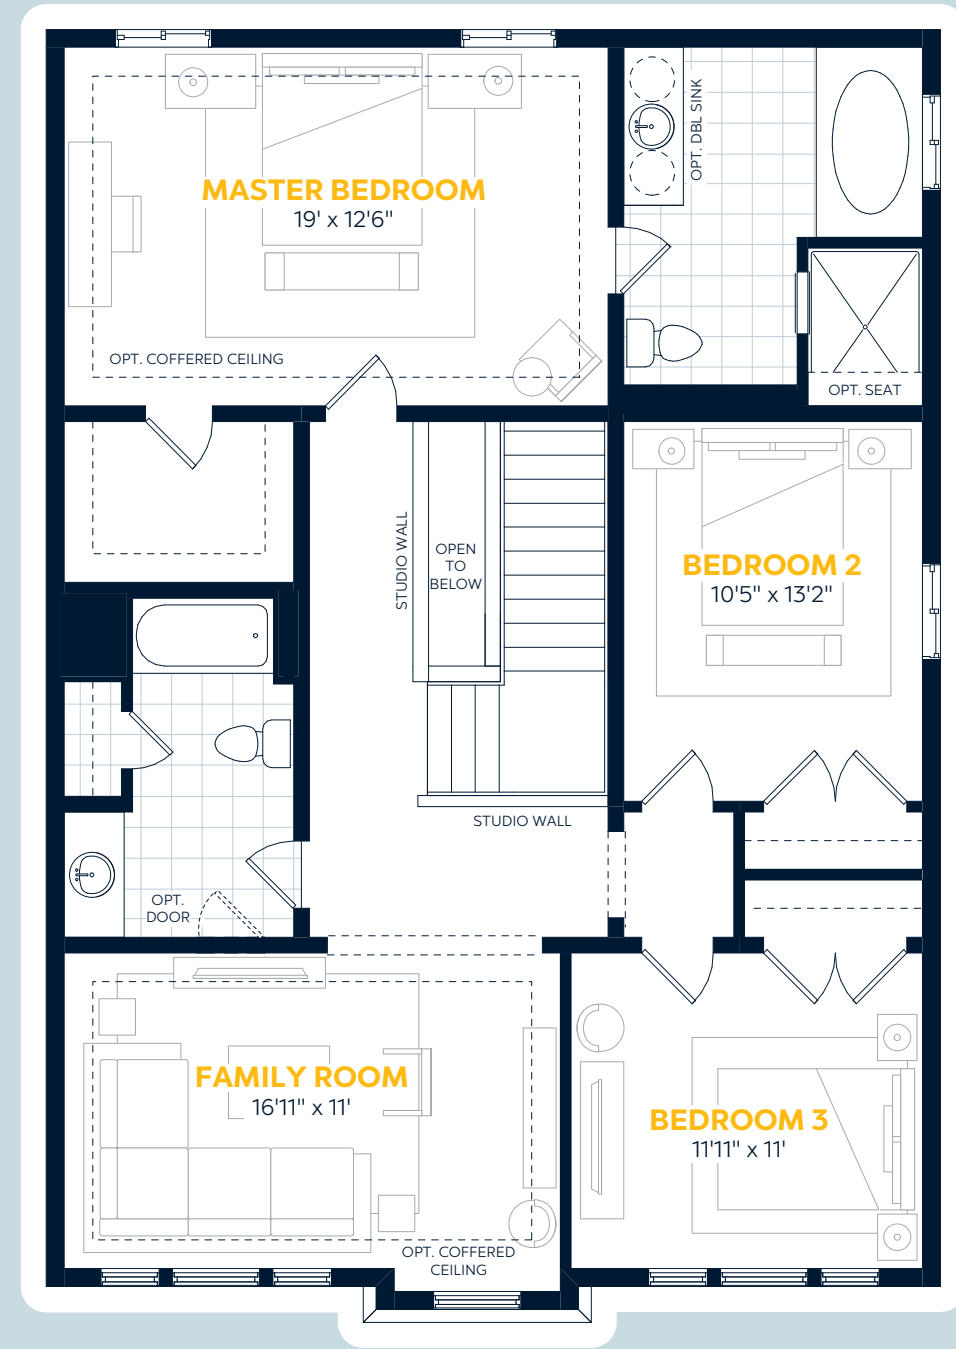 OPT. DBL SINK
MASTER BEDROOM
19' x 12'6"
OPT. COFFERED CEILING
OPT. SEAT
STUDIO WALL
OPEN
TO
BELOW
BEDROOM 2
10'5" x 13'2"
STUDIO WALL
OPT.
DOOR
FAMILY ROOM
16'11" x 11'
BEDROOM 3
11'11" x 11'
OPT. COFFERED
CEILING